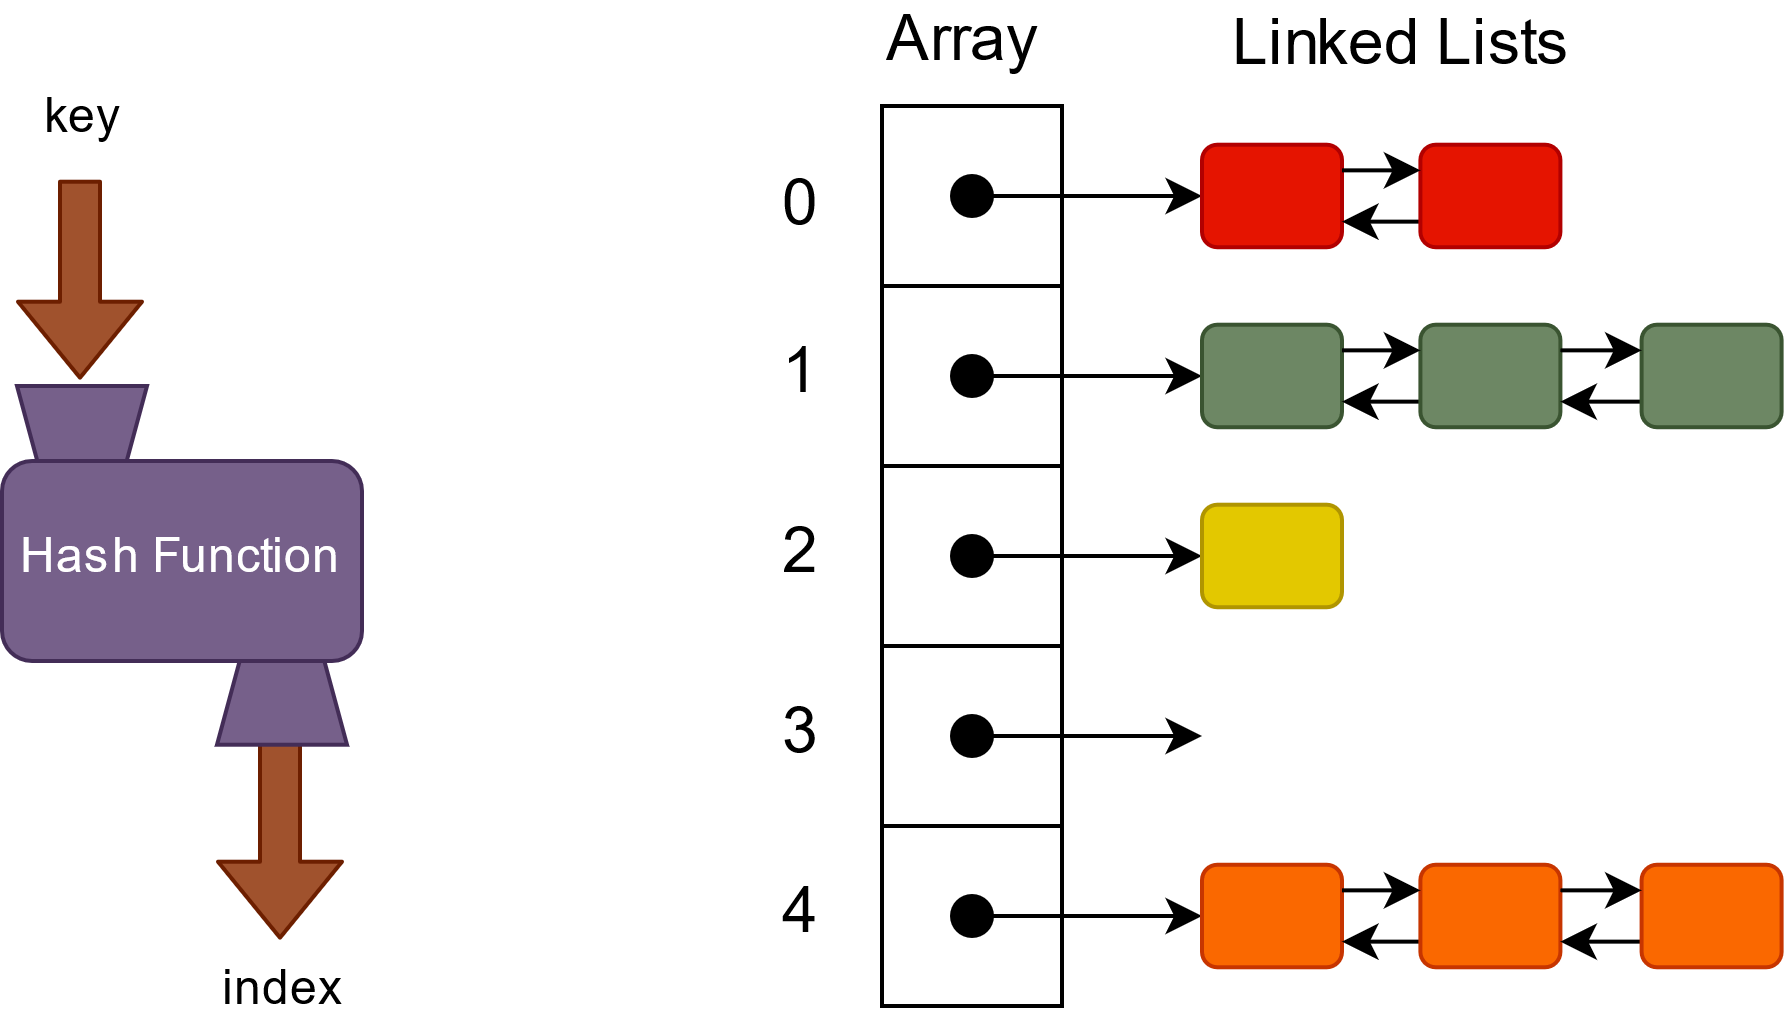 key
Hash Function
index
Array
Linked Lists
0
1
2
3
4